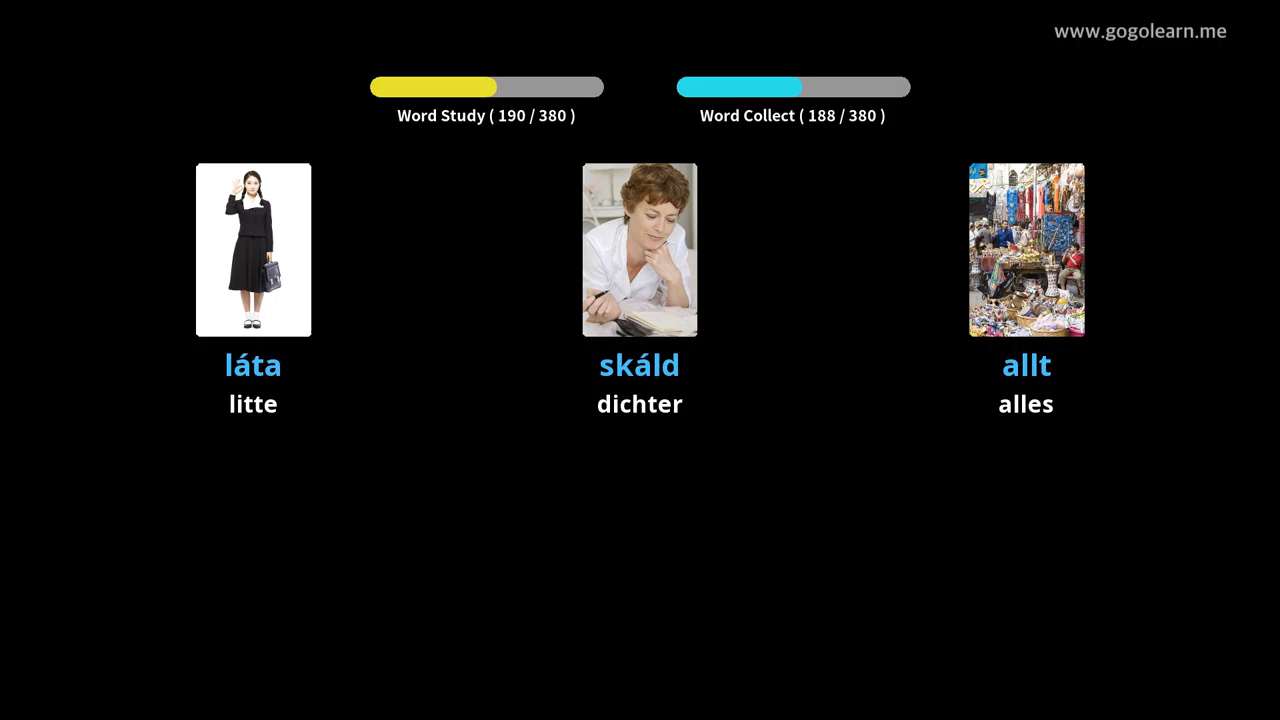 www.gogolearn.me
Word Study ( 190 / 380 )
Word Collect ( 188 / 380 )
láta
skáld
allt
litte
dichter
alles